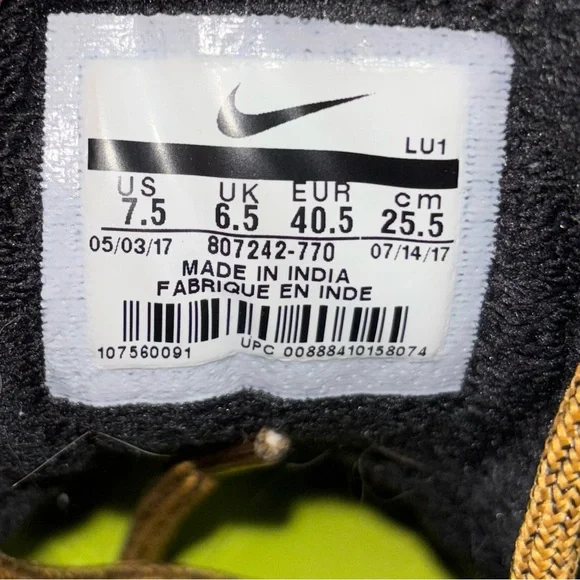 LU1
US UK EUR cm
7.5 6.5 40.5 25.5
05/03/17 807242-770 07/14/17
MADE IN INDIA
FABRIQUE EN INDE
107560091 UPC 00888410158074